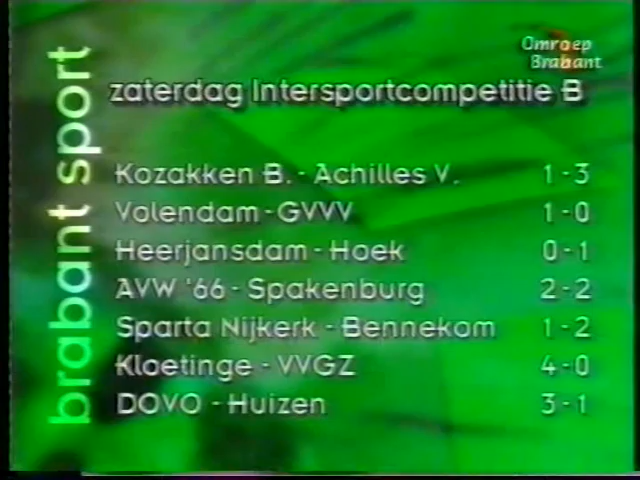 Omroep
Brabant
brabant sport
zaterdag Intersportcompetitie B
Kozakken B. - Achilles V. 1 - 3
Volendam - GVVV 1 - 0
Heerjansdam - Hoek 0 - 1
AVW '66 - Spakenburg 2 - 2
Sparta Nijkerk - Bennekom 1 - 2
Kloetinge - VVGZ 4 - 0
DOVO - Huizen 3 - 1